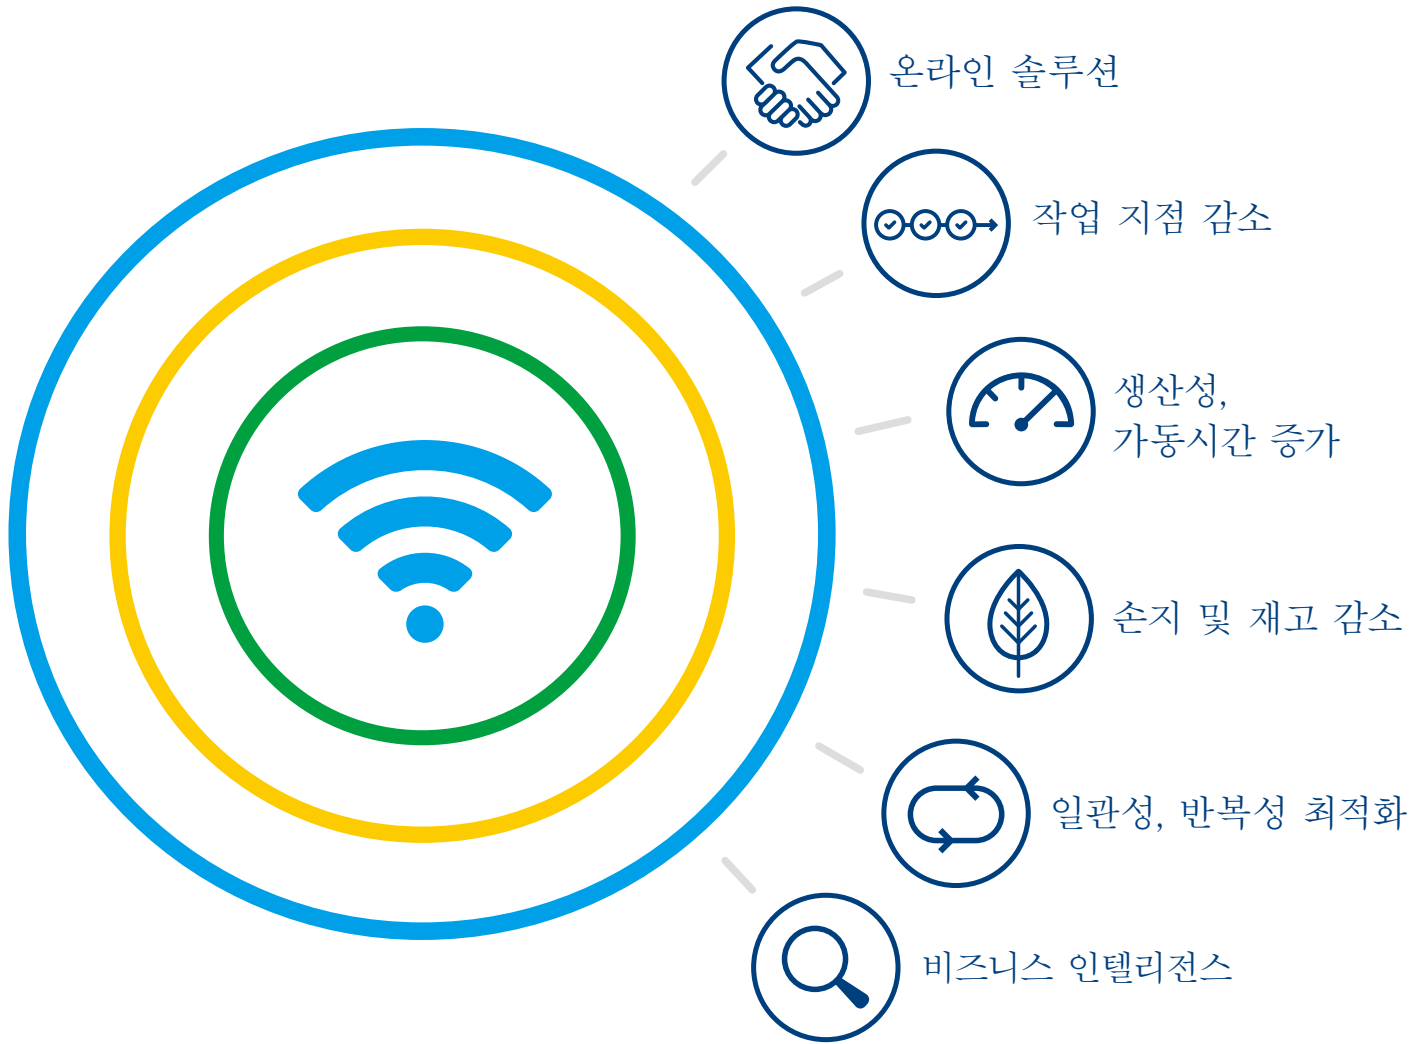 온라인 솔루션
작업 지점 감소
생산성,
가동시간 증가
손지 및 재고 감소
일관성, 반복성 최적화
비즈니스 인텔리전스